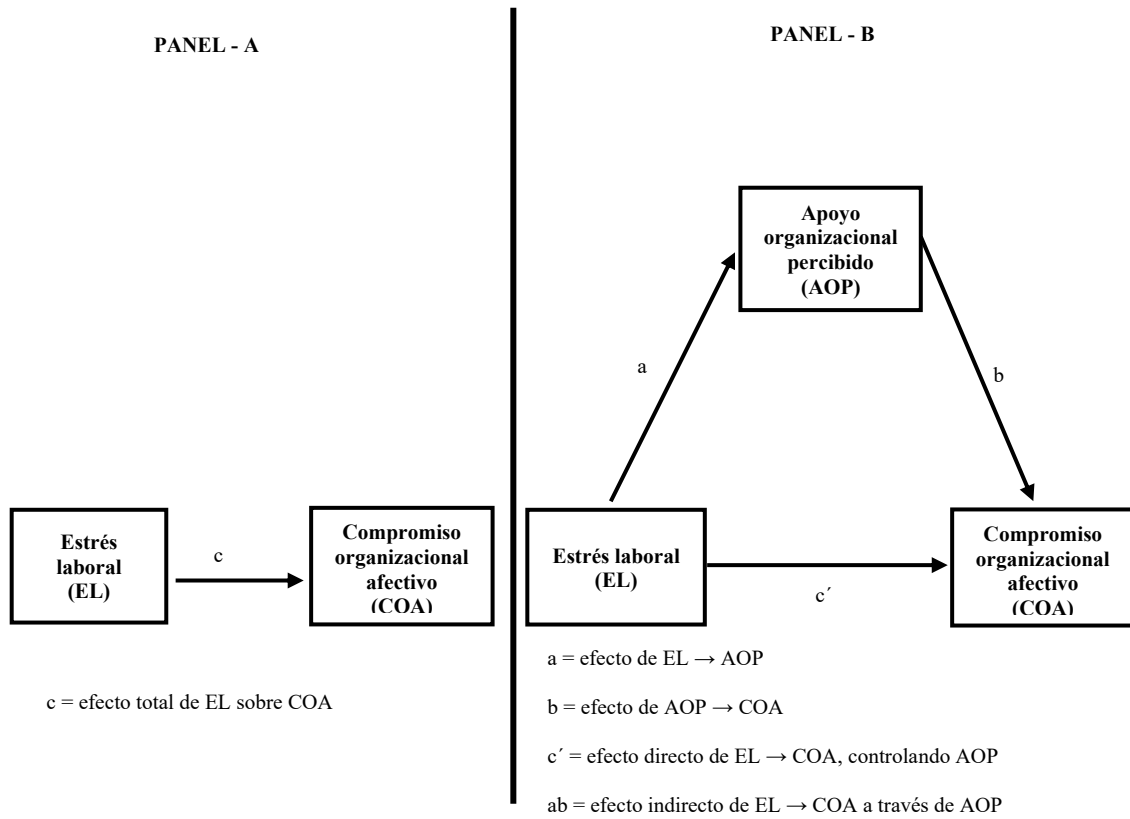 PANEL - A
Estrés
laboral
(EL)
c
Compromiso
organizacional
afectivo
(COA)
c = efecto total de EL sobre COA
PANEL - B
Apoyo
organizacional
percibido
(AOP)
a
b
Estrés laboral
(EL)
c´
Compromiso
organizacional
afectivo
(COA)
a = efecto de EL → AOP
b = efecto de AOP → COA
c´ = efecto directo de EL → COA, controlando AOP
ab = efecto indirecto de EL → COA a través de AOP